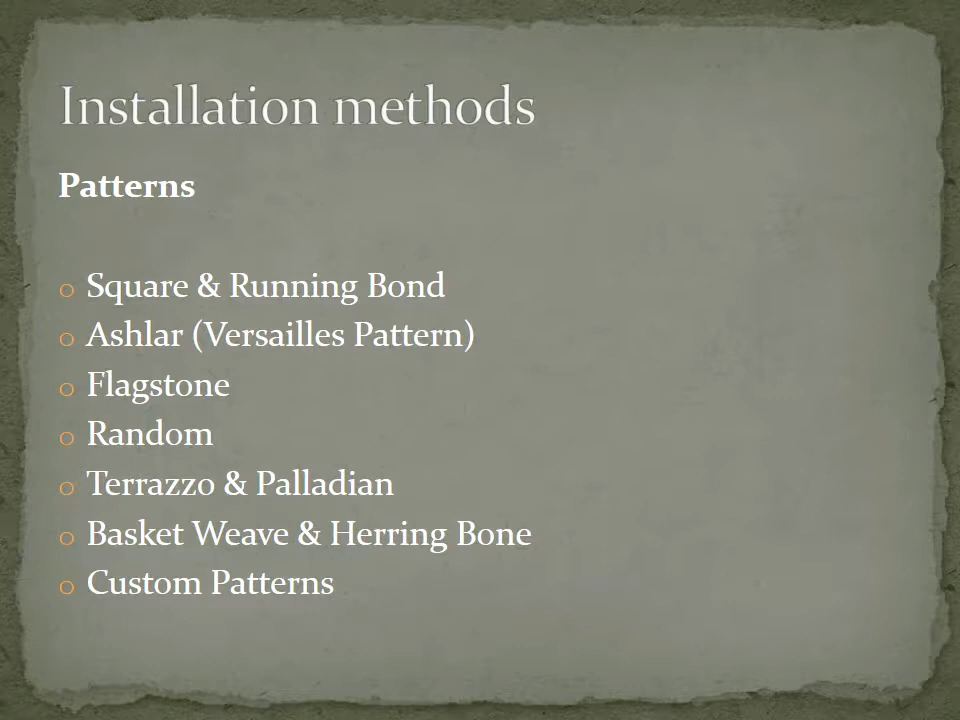 Installation methods
Patterns
o Square & Running Bond
o Ashlar (Versailles Pattern)
o Flagstone
o Random
o Terrazzo & Palladian
o Basket Weave & Herring Bone
o Custom Patterns